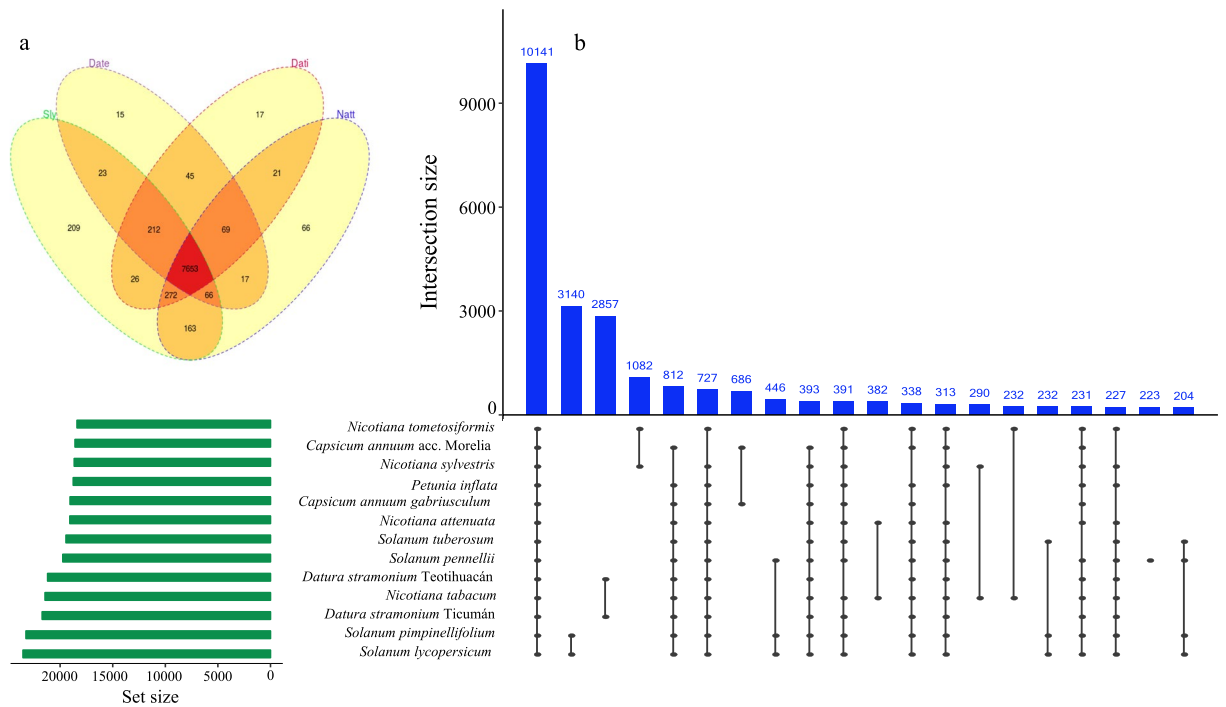 a
Date
Dati
Sly
Natt
15
17
23
45
21
209
212
69
66
7653
26
17
272
66
163
b
Intersection size
9000
6000
3000
0
10141
3140
2857
1082
812
727
686
446
393
391
382
338
313
290
232
232
231
227
223
204
Nicotiana tometosiformis
Capsicum annuum acc. Morelia
Nicotiana sylvestris
Petunia inflata
Capsicum annuum gabriusculum
Nicotiana attenuata
Solanum tuberosum
Solanum pennellii
Datura stramonium Teotihuacán
Nicotiana tabacum
Datura stramonium Ticumán
Solanum pimpinellifolium
Solanum lycopersicum
20000 15000 10000 5000 0
Set size